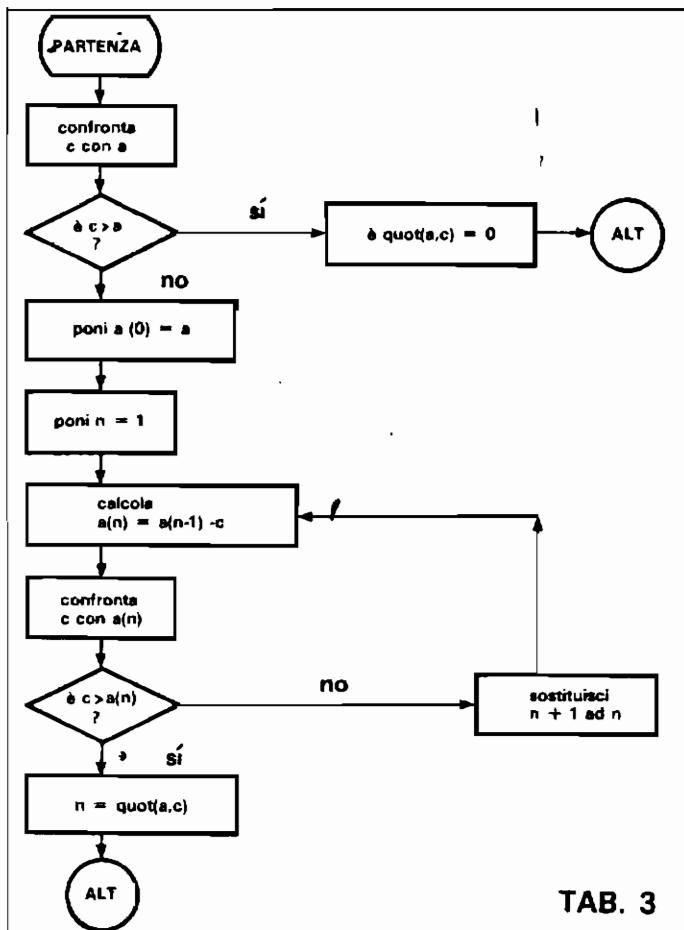 PARTENZA
confronta
c con a
è c > a
?
sí
è quot(a,c) = 0
ALT
no
poni a (0) = a
poni n = 1
calcola
a(n) = a(n-1) -c
confronta
c con a(n)
è c > a(n)
?
no
sostituisci
n + 1 ad n
sí
n = quot(a,c)
ALT
TAB. 3